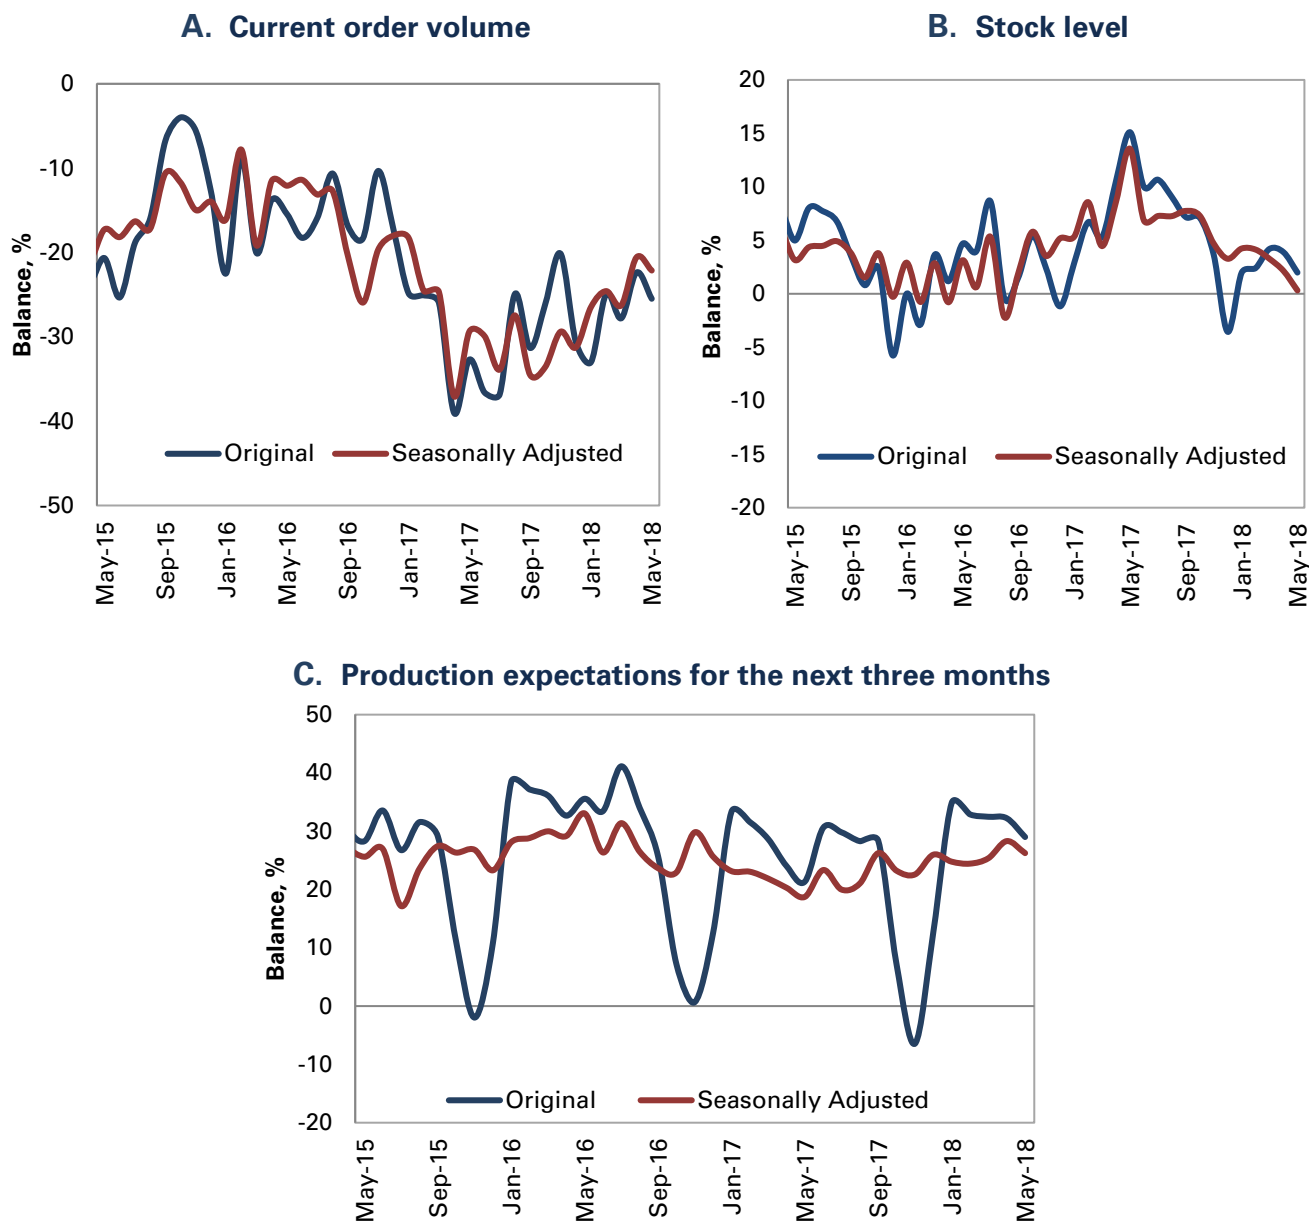 A. Current order volume
Balance, %
0
-10
-20
-30
-40
-50
Original
Seasonally Adjusted
May-15
Sep-15
Jan-16
May-16
Sep-16
Jan-17
May-17
Sep-17
Jan-18
May-18
B. Stock level
Balance, %
20
15
10
5
0
-5
-10
-15
-20
Original
Seasonally Adjusted
May-15
Sep-15
Jan-16
May-16
Sep-16
Jan-17
May-17
Sep-17
Jan-18
May-18
C. Production expectations for the next three months
Balance, %
50
40
30
20
10
0
-10
-20
Original
Seasonally Adjusted
May-15
Sep-15
Jan-16
May-16
Sep-16
Jan-17
May-17
Sep-17
Jan-18
May-18